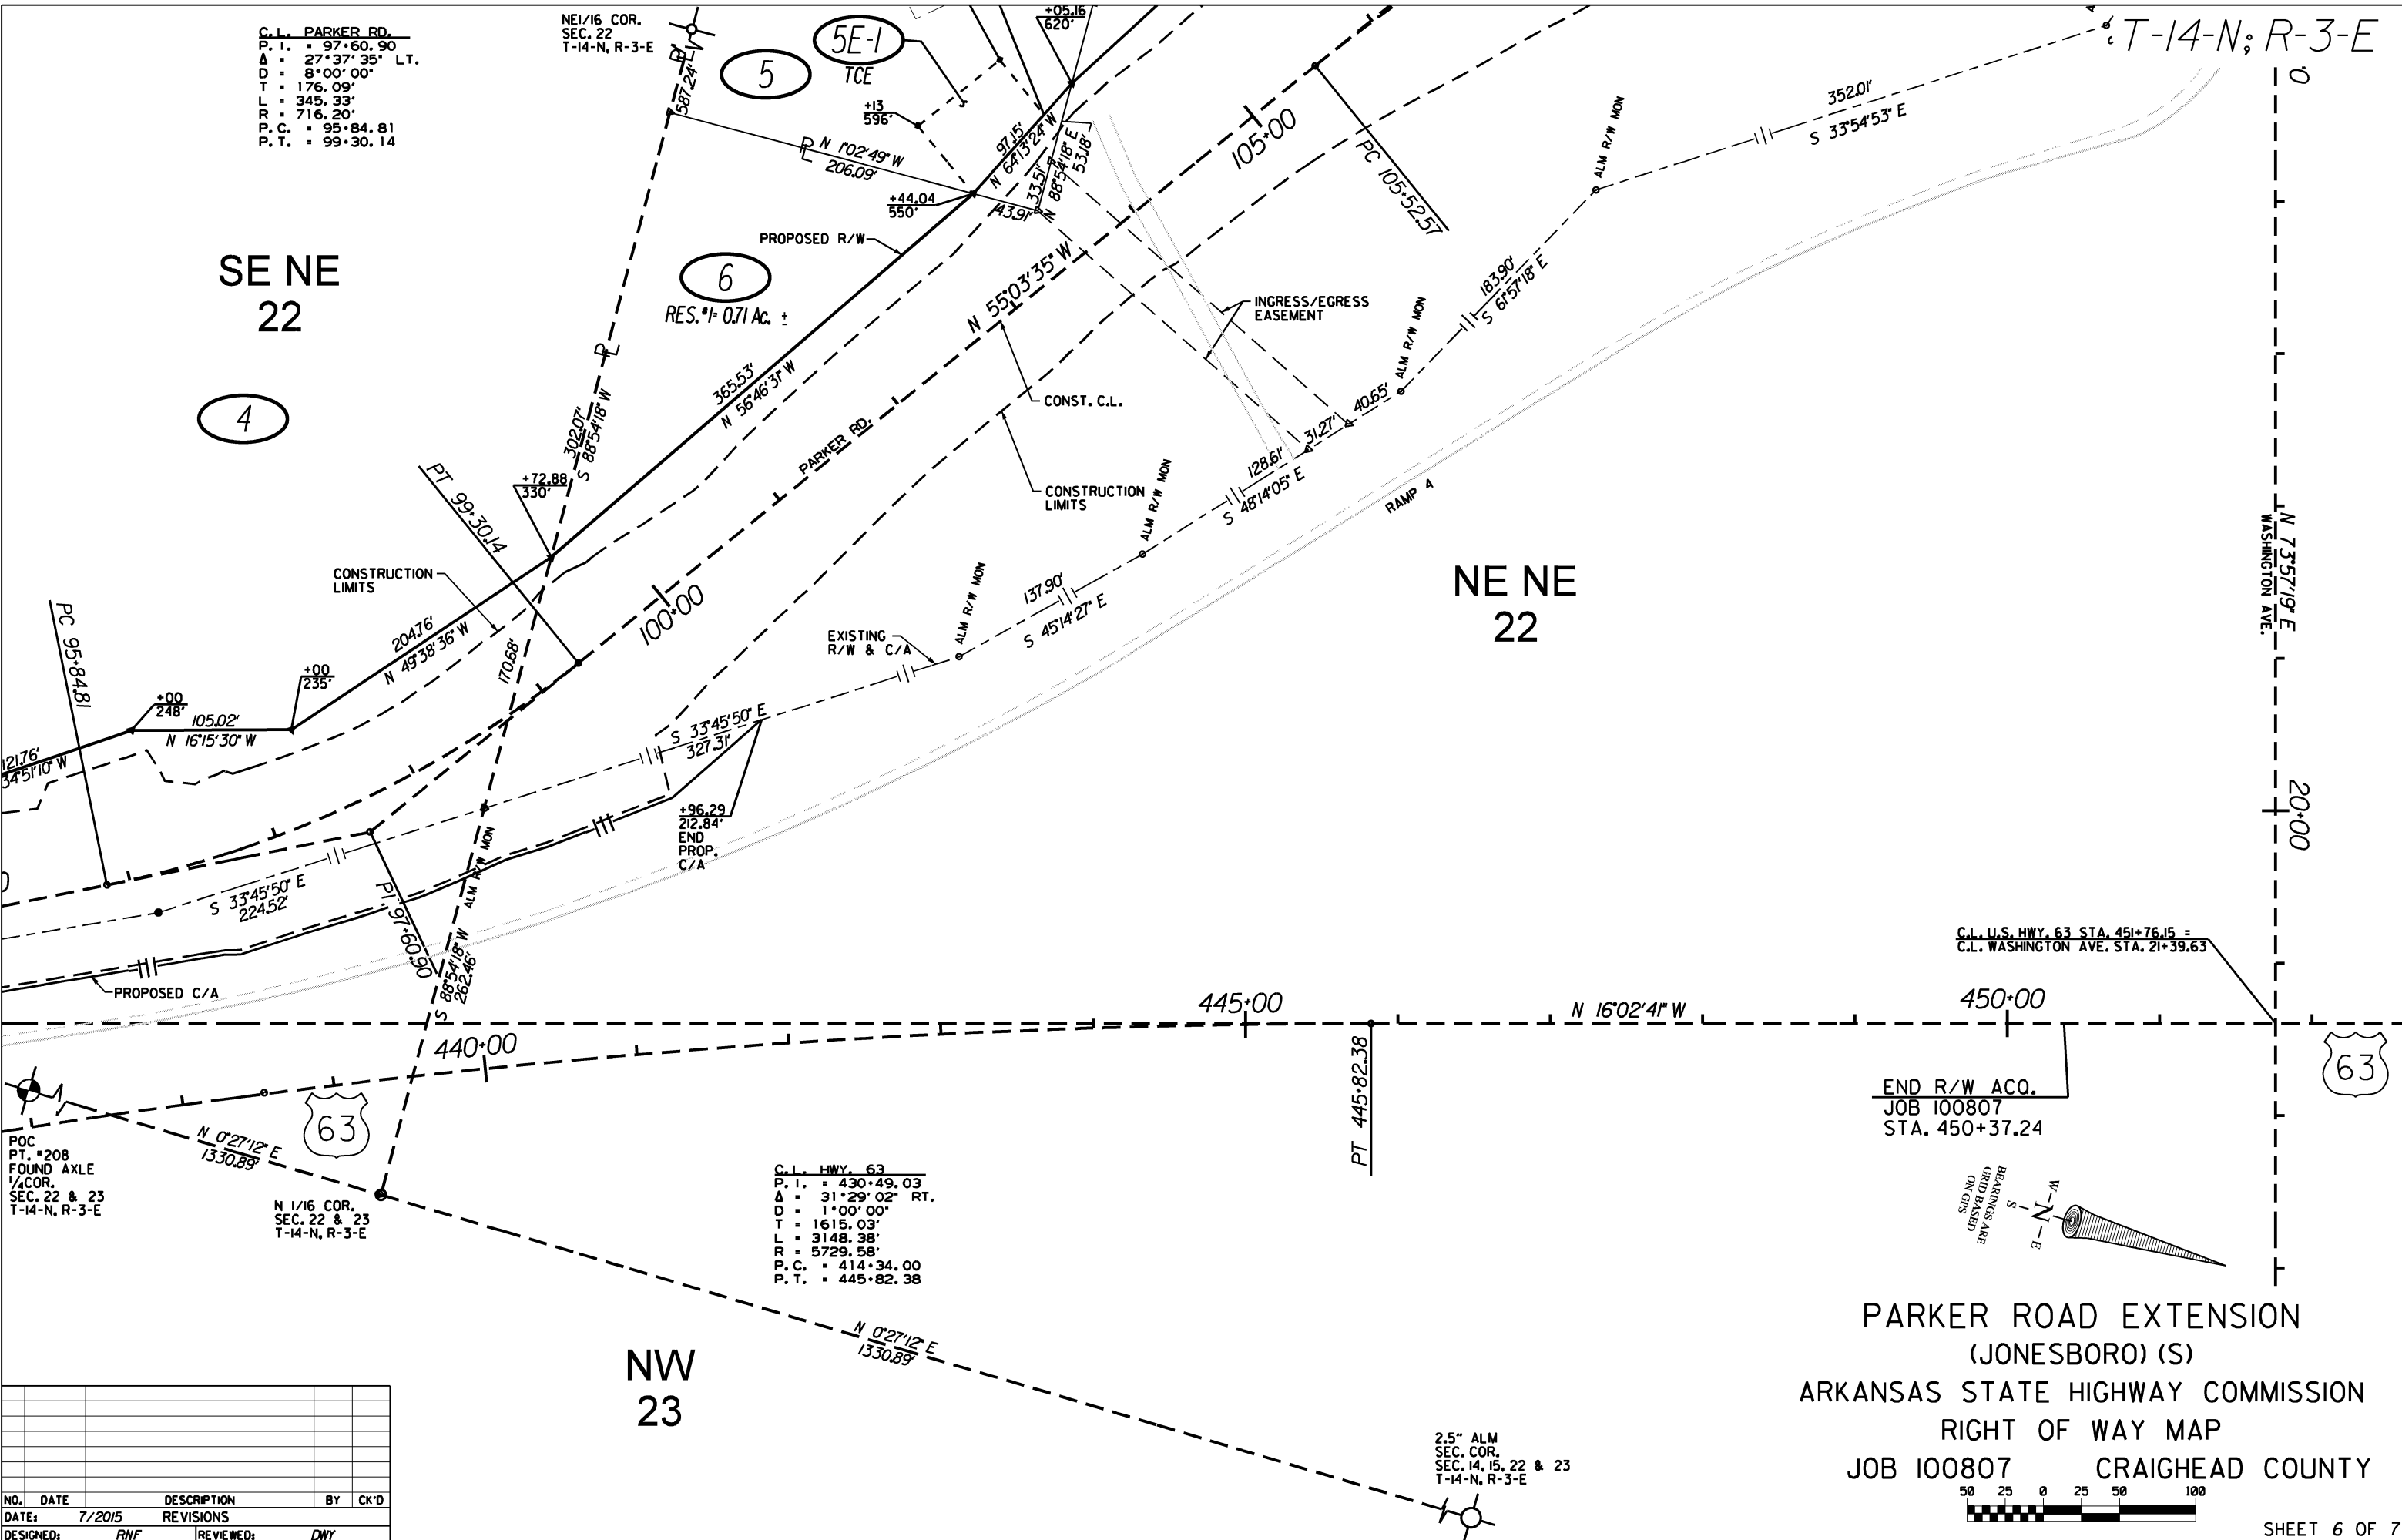 C.L. PARKER RD.
P.I. = 97+60.90
Δ = 27°37'35" LT.
D = 8°00'00"
T = 176.09'
L = 345.33'
R = 716.20'
P.C. = 95+84.81
P.T. = 99+30.14
NE1/16 COR.
SEC. 22
T-14-N, R-3-E
587.24'
5
5E-1
TCE
+05.16
620'
+13
596'
N 1°02'49" W
206.09'
+44.04
550'
43.91'
97.15'
N 64°13'24" W
33.51'
N 88°54'18" E
53.18'
105+00
PC 105+52.57
T-14-N; R-3-E
352.01'
S 33°54'53" E
ALM R/W MON
183.90'
S 61°57'18" E
ALM R/W MON
40.65'
31.27'
128.61'
S 48°14'05" E
ALM R/W MON
137.90'
S 45°14'27" E
ALM R/W MON
SE NE
22
4
PROPOSED R/W
6
RES. #1= 0.71 Ac. ±
N 55°03'35" W
INGRESS/EGRESS
EASEMENT
CONST. C.L.
CONSTRUCTION
LIMITS
RAMP 4
365.53'
N 56°46'31" W
PARKER RD.
302.07'
S 88°54'18" W
+72.88
330'
PT 99+30.14
CONSTRUCTION
LIMITS
100+00
204.76'
N 49°38'36" W
170.68'
EXISTING
R/W & C/A
NE NE
22
N 73°57'19" E
WASHINGTON AVE.
20+00
PC 95+84.81
+00
248'
+00
235'
105.02'
N 16°15'30" W
121.76'
34°51'10" W
S 33°45'50" E
327.31'
+96.29
212.84'
END
PROP.
C/A
ALM R/W MON
S 33°45'50" E
224.52'
PI 97+60.90
S 88°54'18" W
262.46'
PROPOSED C/A
C.L. U.S. HWY. 63 STA. 451+76.15 =
C.L. WASHINGTON AVE. STA. 21+39.63
440+00
445+00
N 16°02'41" W
450+00
PT 445+82.38
63
63
END R/W ACQ.
JOB 100807
STA. 450+37.24
POC
PT. #208
FOUND AXLE
1/4 COR.
SEC. 22 & 23
T-14-N, R-3-E
N 0°27'12" E
1330.89'
N 1/16 COR.
SEC. 22 & 23
T-14-N, R-3-E
C.L. HWY. 63
P.I. = 430+49.03
Δ = 31°29'02" RT.
D = 1°00'00"
T = 1615.03'
L = 3148.38'
R = 5729.58'
P.C. = 414+34.00
P.T. = 445+82.38
N 0°27'12" E
1330.89'
NW
23
2.5" ALM
SEC. COR.
SEC. 14, 15, 22 & 23
T-14-N, R-3-E
BEARINGS ARE
GRID BASED
ON GPS
W-N-E
S
PARKER ROAD EXTENSION
(JONESBORO) (S)
ARKANSAS STATE HIGHWAY COMMISSION
RIGHT OF WAY MAP
JOB 100807 CRAIGHEAD COUNTY
50 25 0 25 50 100
SHEET 6 OF 7
NO. DATE DESCRIPTION BY CK'D
DATE: 7/2015 REVISIONS
DESIGNED: RNF REVIEWED: DWY